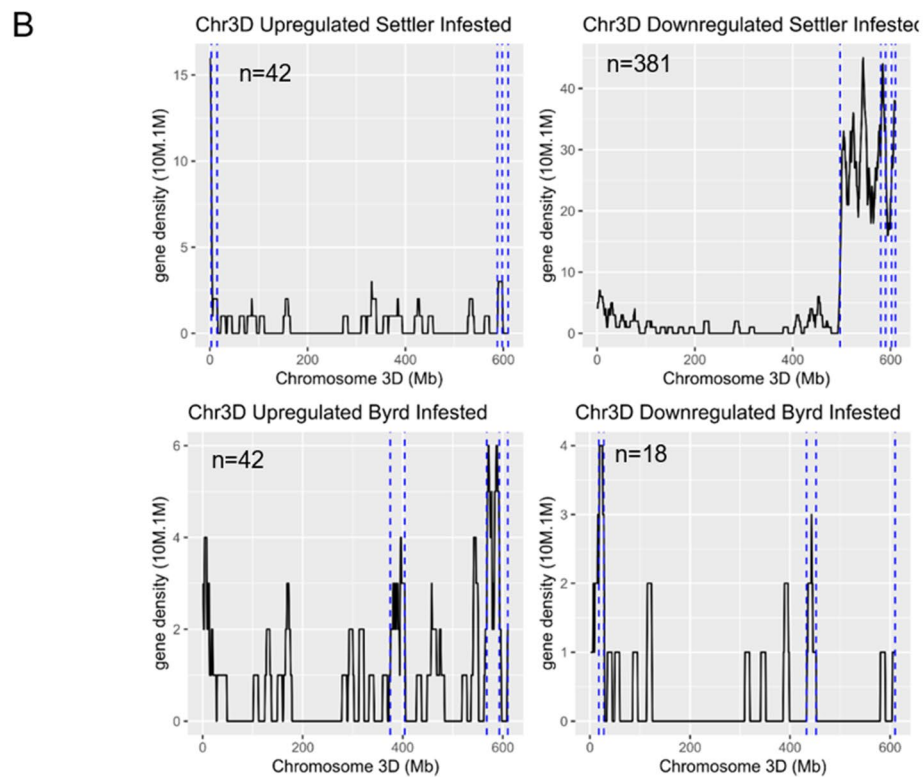 B
Chr3D Upregulated Settler Infested
n=42
15
10
5
0
gene density (10M.1M)
0 200 400 600
Chromosome 3D (Mb)
Chr3D Downregulated Settler Infested
n=381
40
30
20
10
0
gene density (10M.1M)
0 200 400 600
Chromosome 3D (Mb)
Chr3D Upregulated Byrd Infested
n=42
6
4
2
0
gene density (10M.1M)
0 200 400 600
Chromosome 3D (Mb)
Chr3D Downregulated Byrd Infested
n=18
4
3
2
1
0
gene density (10M.1M)
0 200 400 600
Chromosome 3D (Mb)